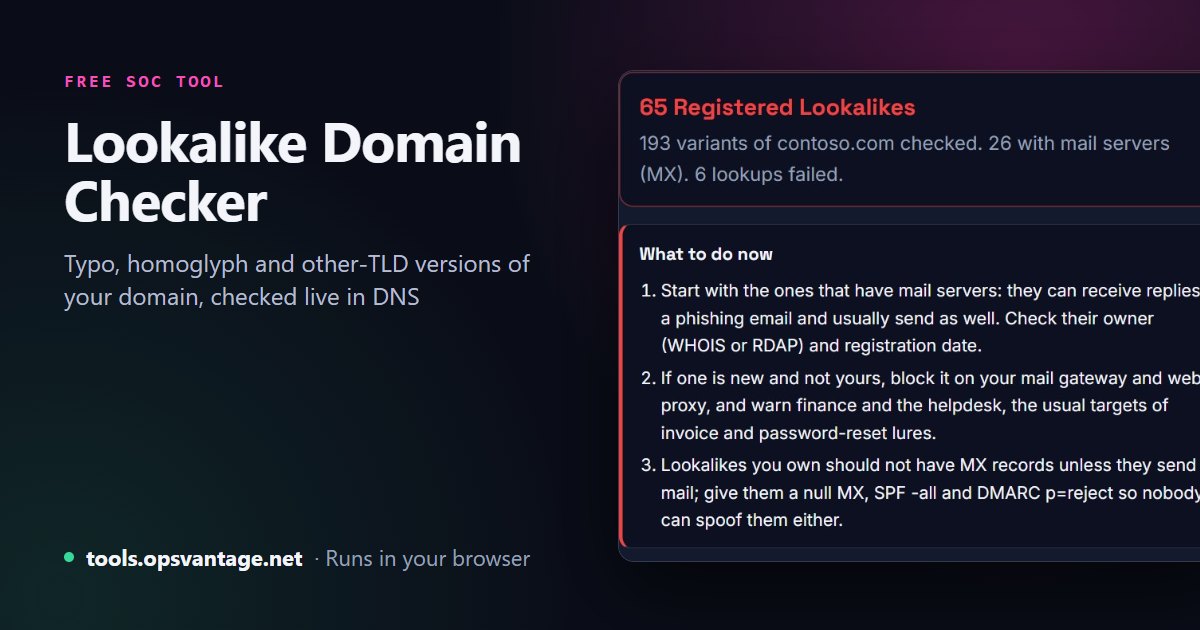 FREE SOC TOOL
Lookalike Domain
Checker
Typo, homoglyph and other-TLD versions of
your domain, checked live in DNS
tools.opsvantage.net · Runs in your browser
65 Registered Lookalikes
193 variants of contoso.com checked. 26 with mail servers
(MX). 6 lookups failed.
What to do now
1. Start with the ones that have mail servers: they can receive replies
a phishing email and usually send as well. Check their owner
(WHOIS or RDAP) and registration date.
2. If one is new and not yours, block it on your mail gateway and web
proxy, and warn finance and the helpdesk, the usual targets of
invoice and password-reset lures.
3. Lookalikes you own should not have MX records unless they send
mail; give them a null MX, SPF -all and DMARC p=reject so nobody
can spoof them either.